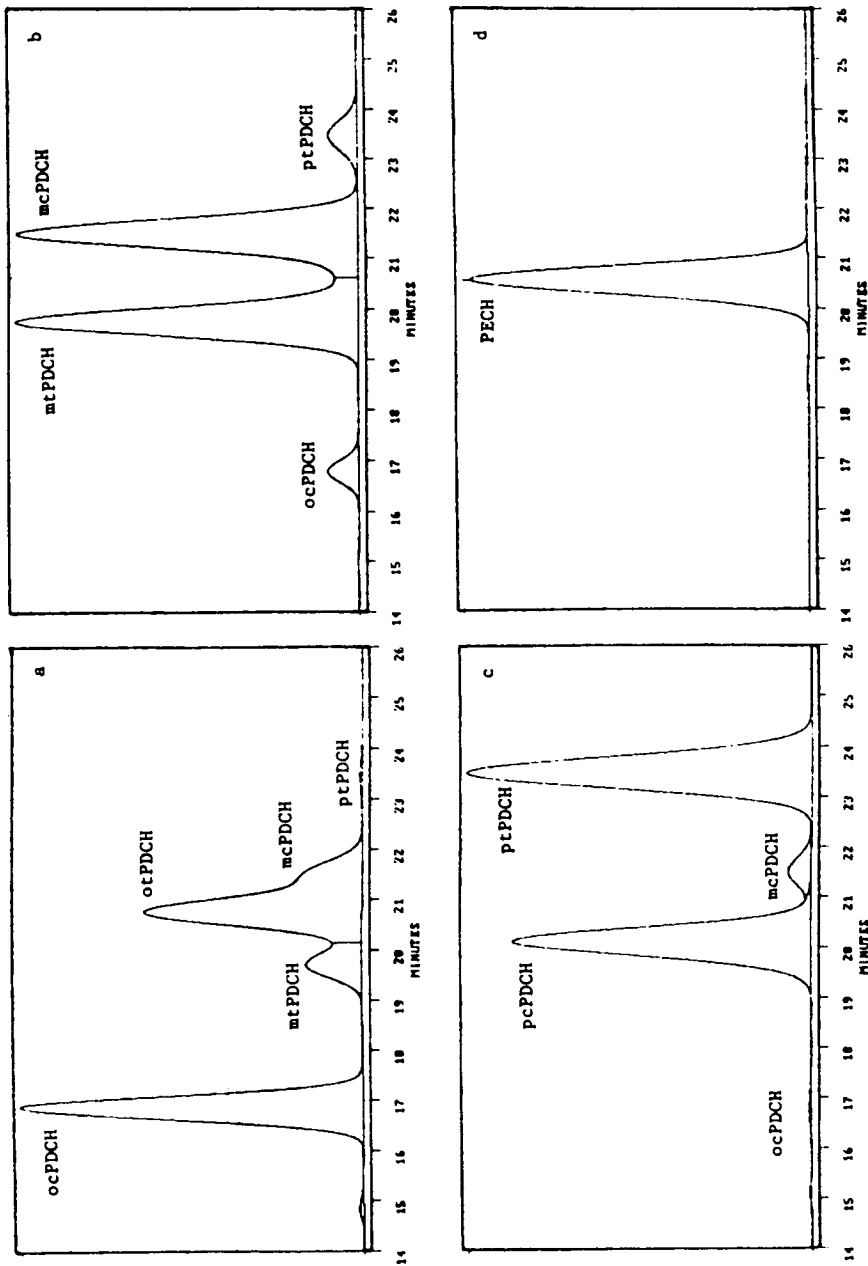 a
ocPDCH
mtPDCH
otPDCH
mcPDCH
ptPDCH
14 15 16 17 18 19 20 21 22 23 24 25 26
MINUTES
b
ocPDCH
mtPDCH
mcPDCH
ptPDCH
14 15 16 17 18 19 20 21 22 23 24 25 26
MINUTES
c
ocPDCH
pcPDCH
mcPDCH
ptPDCH
14 15 16 17 18 19 20 21 22 23 24 25 26
MINUTES
d
PECH
14 15 16 17 18 19 20 21 22 23 24 25 26
MINUTES